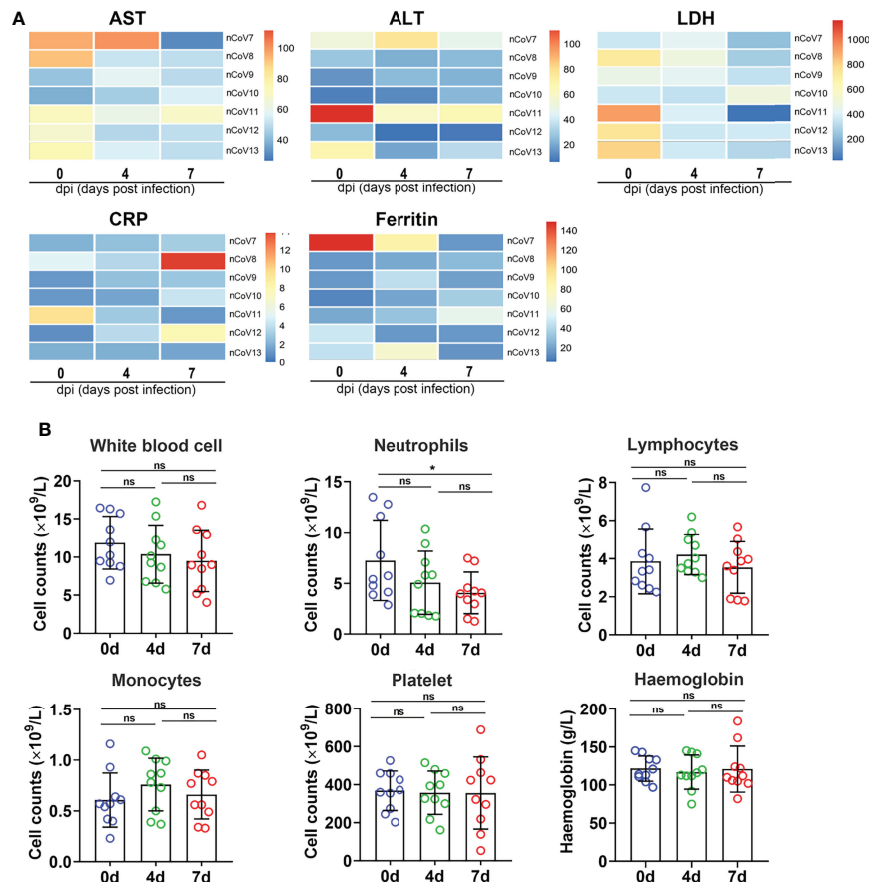 A
AST
ALT
LDH
nCoV7
nCoV8
nCoV9
nCoV10
nCoV11
nCoV12
nCoV13
100
80
60
40
0 4 7
dpi (days post infection)
nCoV7
nCoV8
nCoV9
nCoV10
nCoV11
nCoV12
nCoV13
100
80
60
40
20
0 4 7
dpi (days post infection)
nCoV7
nCoV8
nCoV9
nCoV10
nCoV11
nCoV12
nCoV13
1000
800
600
400
200
0 4 7
dpi (days post infection)
CRP
Ferritin
nCoV7
nCoV8
nCoV9
nCoV10
nCoV11
nCoV12
nCoV13
14
12
10
8
6
4
2
0
0 4 7
dpi (days post infection)
nCoV7
nCoV8
nCoV9
nCoV10
nCoV11
nCoV12
nCoV13
140
120
100
80
60
40
20
0 4 7
dpi (days post infection)
B
White blood cell
Cell counts (×10⁹/L)
20
15
10
5
0
ns
ns ns
0d 4d 7d
Neutrophils
Cell counts (×10⁹/L)
15
10
5
0
*
ns ns
0d 4d 7d
Lymphocytes
Cell counts (×10⁹/L)
8
6
4
2
0
ns
ns ns
0d 4d 7d
Monocytes
Cell counts (×10⁹/L)
1.5
1.0
0.5
0.0
ns
ns ns
0d 4d 7d
Platelet
Cell counts (×10⁹/L)
800
600
400
200
0
ns
ns ns
0d 4d 7d
Haemoglobin
Haemoglobin (g/L)
200
150
100
50
0
ns
ns ns
0d 4d 7d